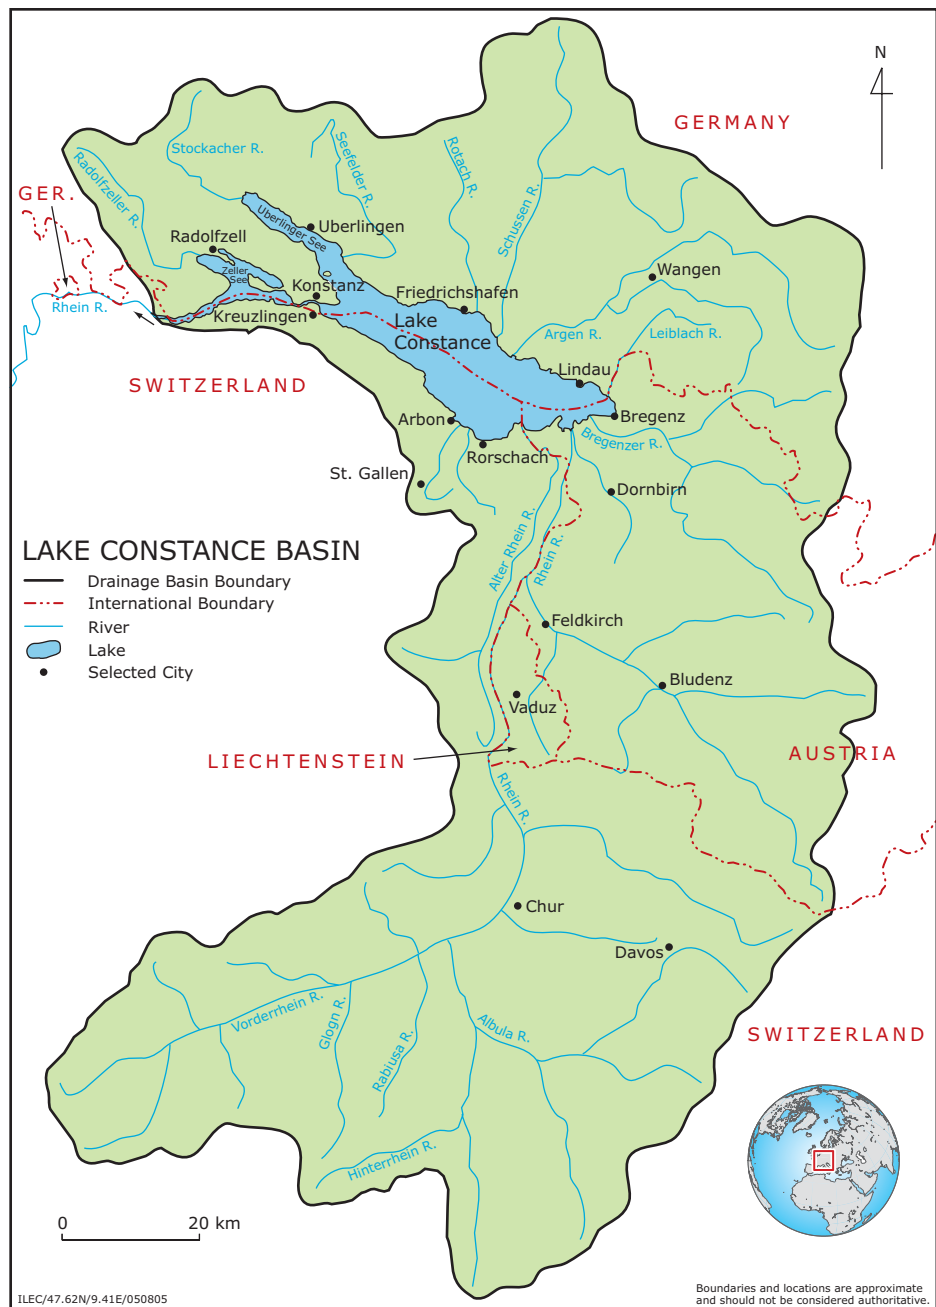 N
GERMANY
Stockacher R.
Seefelder R.
Rotach R.
Radolfzeller R.
Schussen R.
GER.
Uberlinger See
Uberlingen
Radolfzell
Zeller
See
Wangen
Konstanz
Friedrichshafen
Rhein R.
Kreuzlingen
Lake
Constance
Argen R.
Leiblach R.
SWITZERLAND
Lindau
Arbon
Bregenz
Bregenzer R.
Rorschach
St. Gallen
Dornbirn
Alter Rhein R.
Rhein R.
LAKE CONSTANCE BASIN
Drainage Basin Boundary
International Boundary
River
Lake
Selected City
Feldkirch
Bludenz
Vaduz
LIECHTENSTEIN
AUSTRIA
Rhein R.
Chur
Davos
Vorderrhein R.
Glogn R.
Rabiusa R.
Albula R.
SWITZERLAND
Hinterrhein R.
0 20 km
ILEC/47.62N/9.41E/050805
Boundaries and locations are approximate
and should not be considered authoritative.